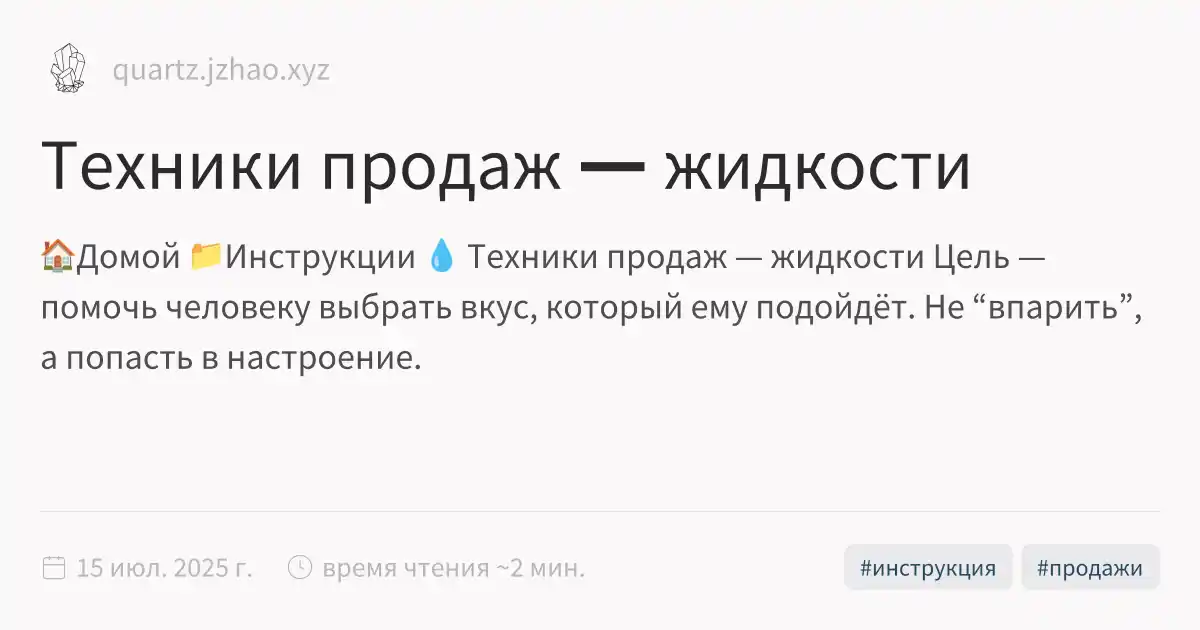 quartz.jzhao.xyz
Техники продаж — жидкости
🏠Домой 📁Инструкции 💧 Техники продаж — жидкости Цель —
помочь человеку выбрать вкус, который ему подойдёт. Не “впарить”,
а попасть в настроение.
15 июл. 2025 г. время чтения ~2 мин. #инструкция #продажи